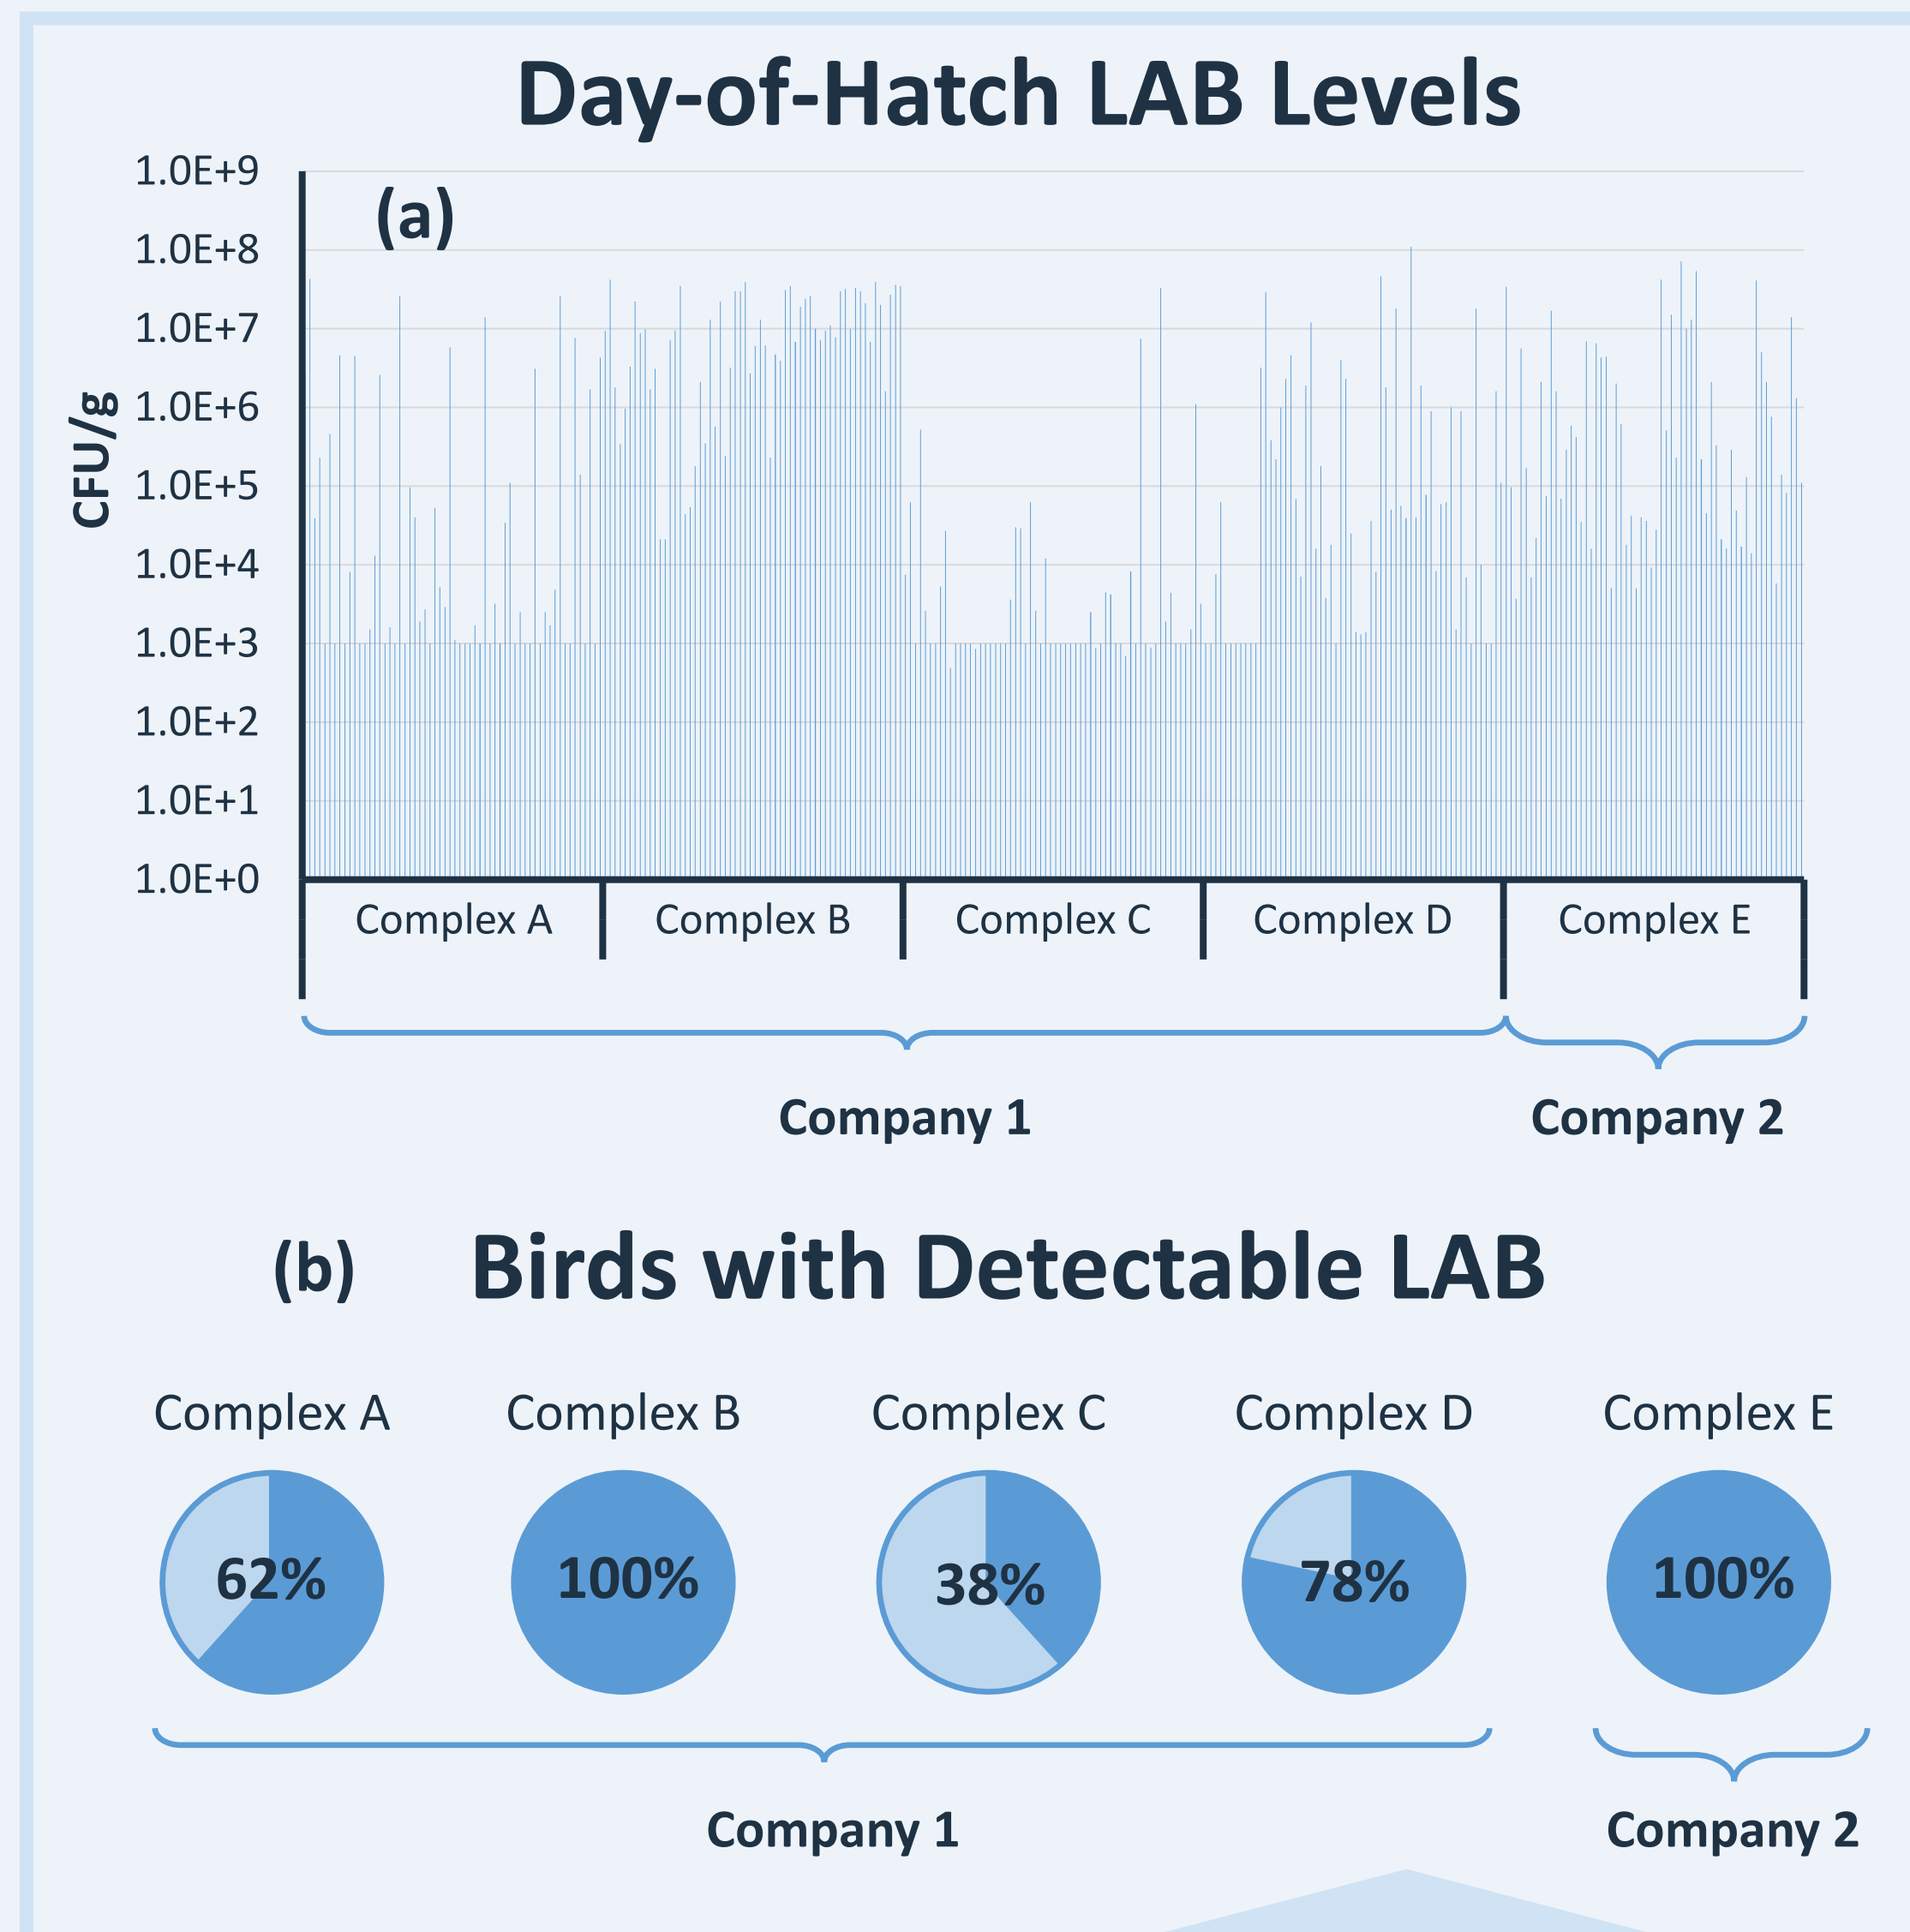 Day-of-Hatch LAB Levels
(a)
CFU/g
1.0E+9
1.0E+8
1.0E+7
1.0E+6
1.0E+5
1.0E+4
1.0E+3
1.0E+2
1.0E+1
1.0E+0
Complex A Complex B Complex C Complex D Complex E
Company 1 Company 2
(b) Birds with Detectable LAB
Complex A Complex B Complex C Complex D Complex E
62% 100% 38% 78% 100%
Company 1 Company 2